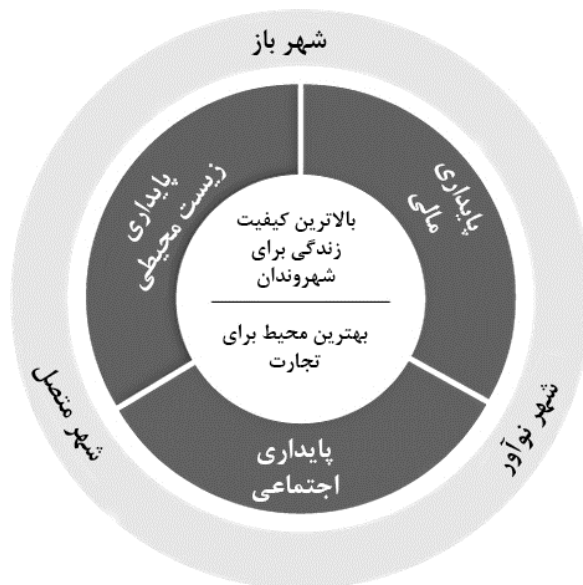 شهر باز
پایداری
مالی
پایداری
زیست محیطی
بالاترین کیفیت
زندگی برای
شهروندان
بهترین محیط برای
تجارت
پایداری
اجتماعی
شهر نوآور
شهر متصل